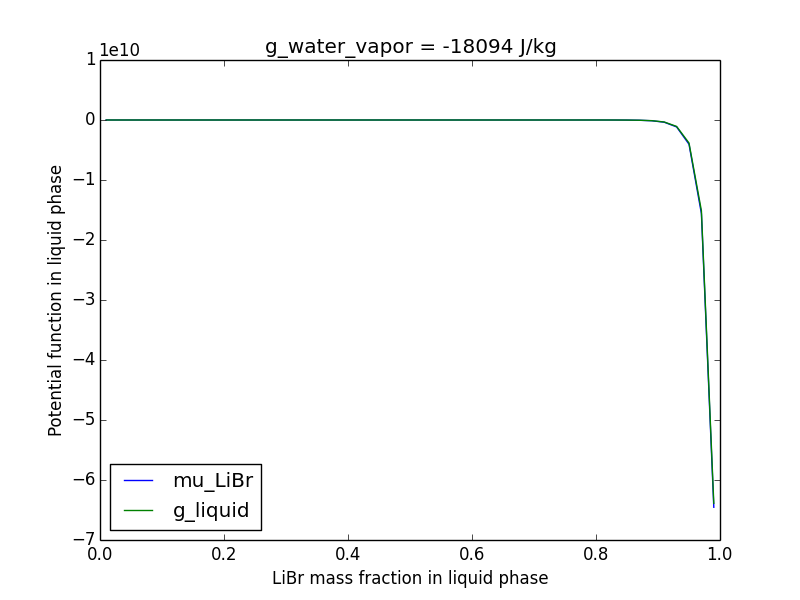 g_water_vapor = -18094 J/kg
1e10
1
0
−1
−2
−3
−4
−5
−6
−7
Potential function in liquid phase
mu_LiBr
g_liquid
0.0 0.2 0.4 0.6 0.8 1.0
LiBr mass fraction in liquid phase